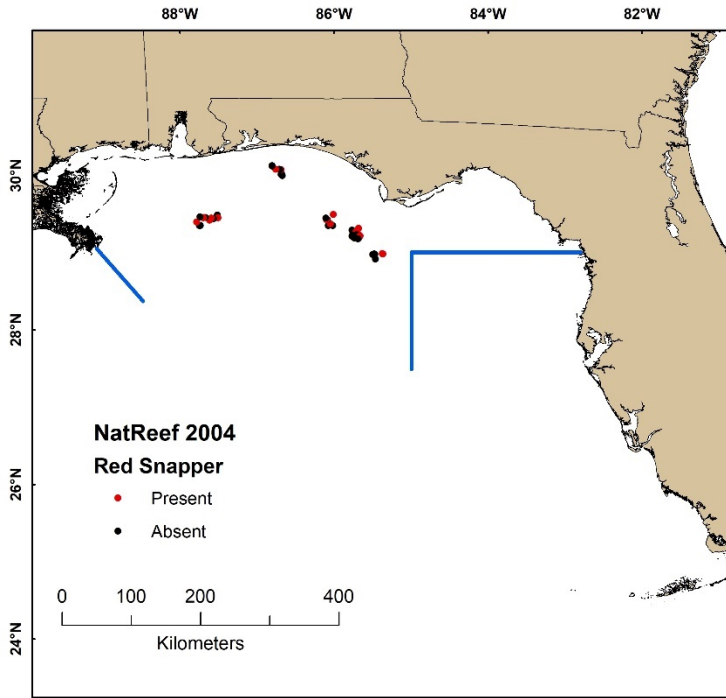 88°W 86°W 84°W 82°W
30°N
28°N
26°N
24°N
NatReef 2004
Red Snapper
Present
Absent
0 100 200 400
Kilometers